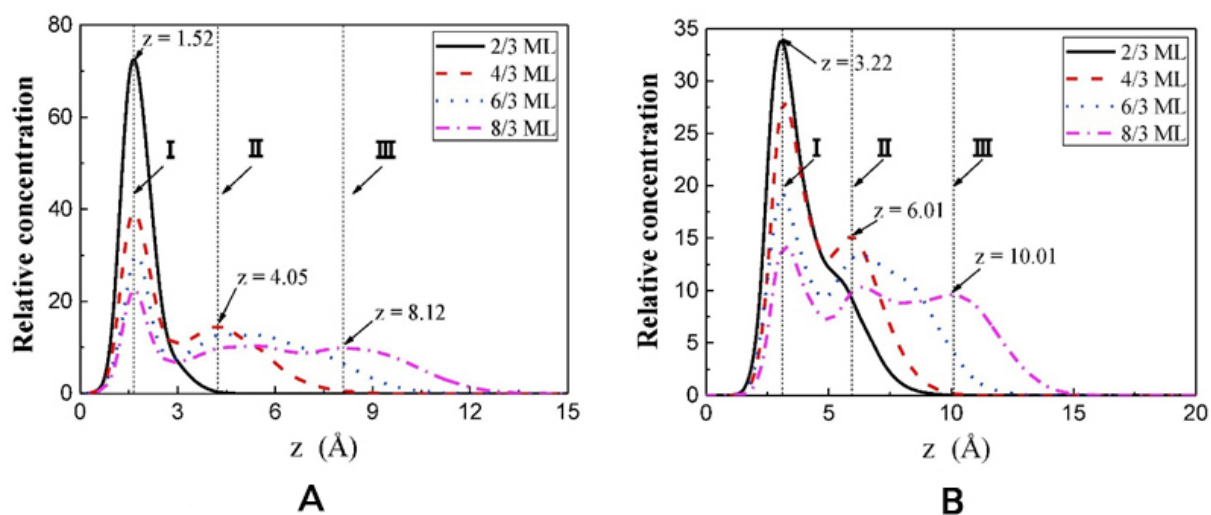 80
60
40
20
0
0
3
6
9
12
15
Relative concentration
z (Å)
z = 1.52
z = 4.05
z = 8.12
I
II
III
2/3 ML
4/3 ML
6/3 ML
8/3 ML
A
35
30
25
20
15
10
5
0
0
5
10
15
20
Relative concentration
z (Å)
z = 3.22
z = 6.01
z = 10.01
I
II
III
2/3 ML
4/3 ML
6/3 ML
8/3 ML
B